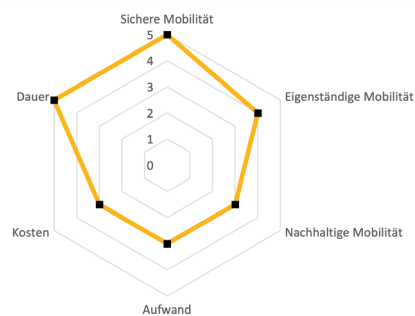 Sichere Mobilität
5
4
3
2
1
0
Eigenständige Mobilität
Nachhaltige Mobilität
Aufwand
Kosten
Dauer